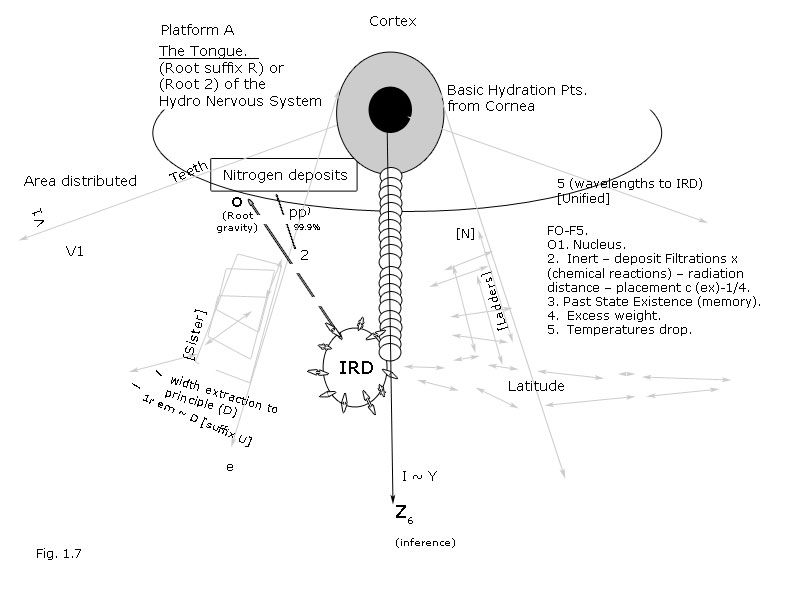 Cortex
Platform A
The Tongue.
(Root suffix R) or
(Root 2) of the
Hydro Nervous System
Basic Hydration Pts.
from Cornea
Teeth
Nitrogen deposits
Area distributed
5 (wavelengths to IRD)
[Unified]
O
(Root
gravity)
pp)
99.9%
2
V1
V1
[N]
FO-F5.
O1. Nucleus.
2. Inert – deposit Filtrations x
(chemical reactions) – radiation
distance – placement c (ex)-1/4.
3. Past State Existence (memory).
4. Excess weight.
5. Temperatures drop.
[Ladders]
[Sister]
IRD
Latitude
width extraction to
principle (D)
1r em ~ D [suffix U]
e
I ~ Y
Z6
(inference)
Fig. 1.7